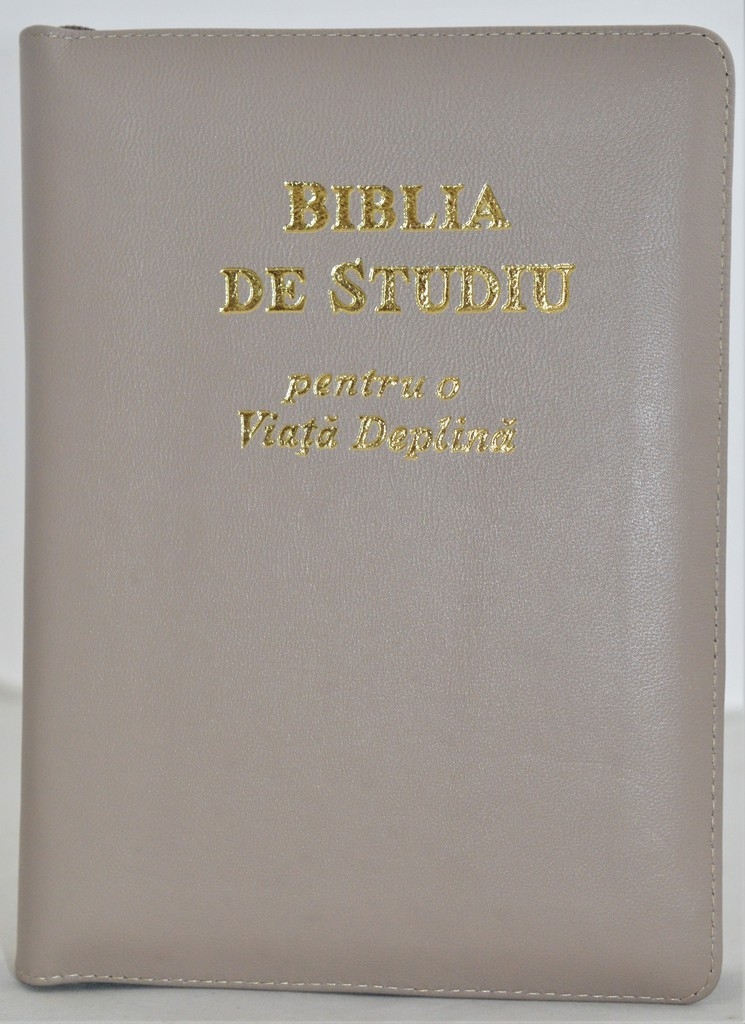 BIBLIA
DE STUDIU
pentru o
Viață Deplină